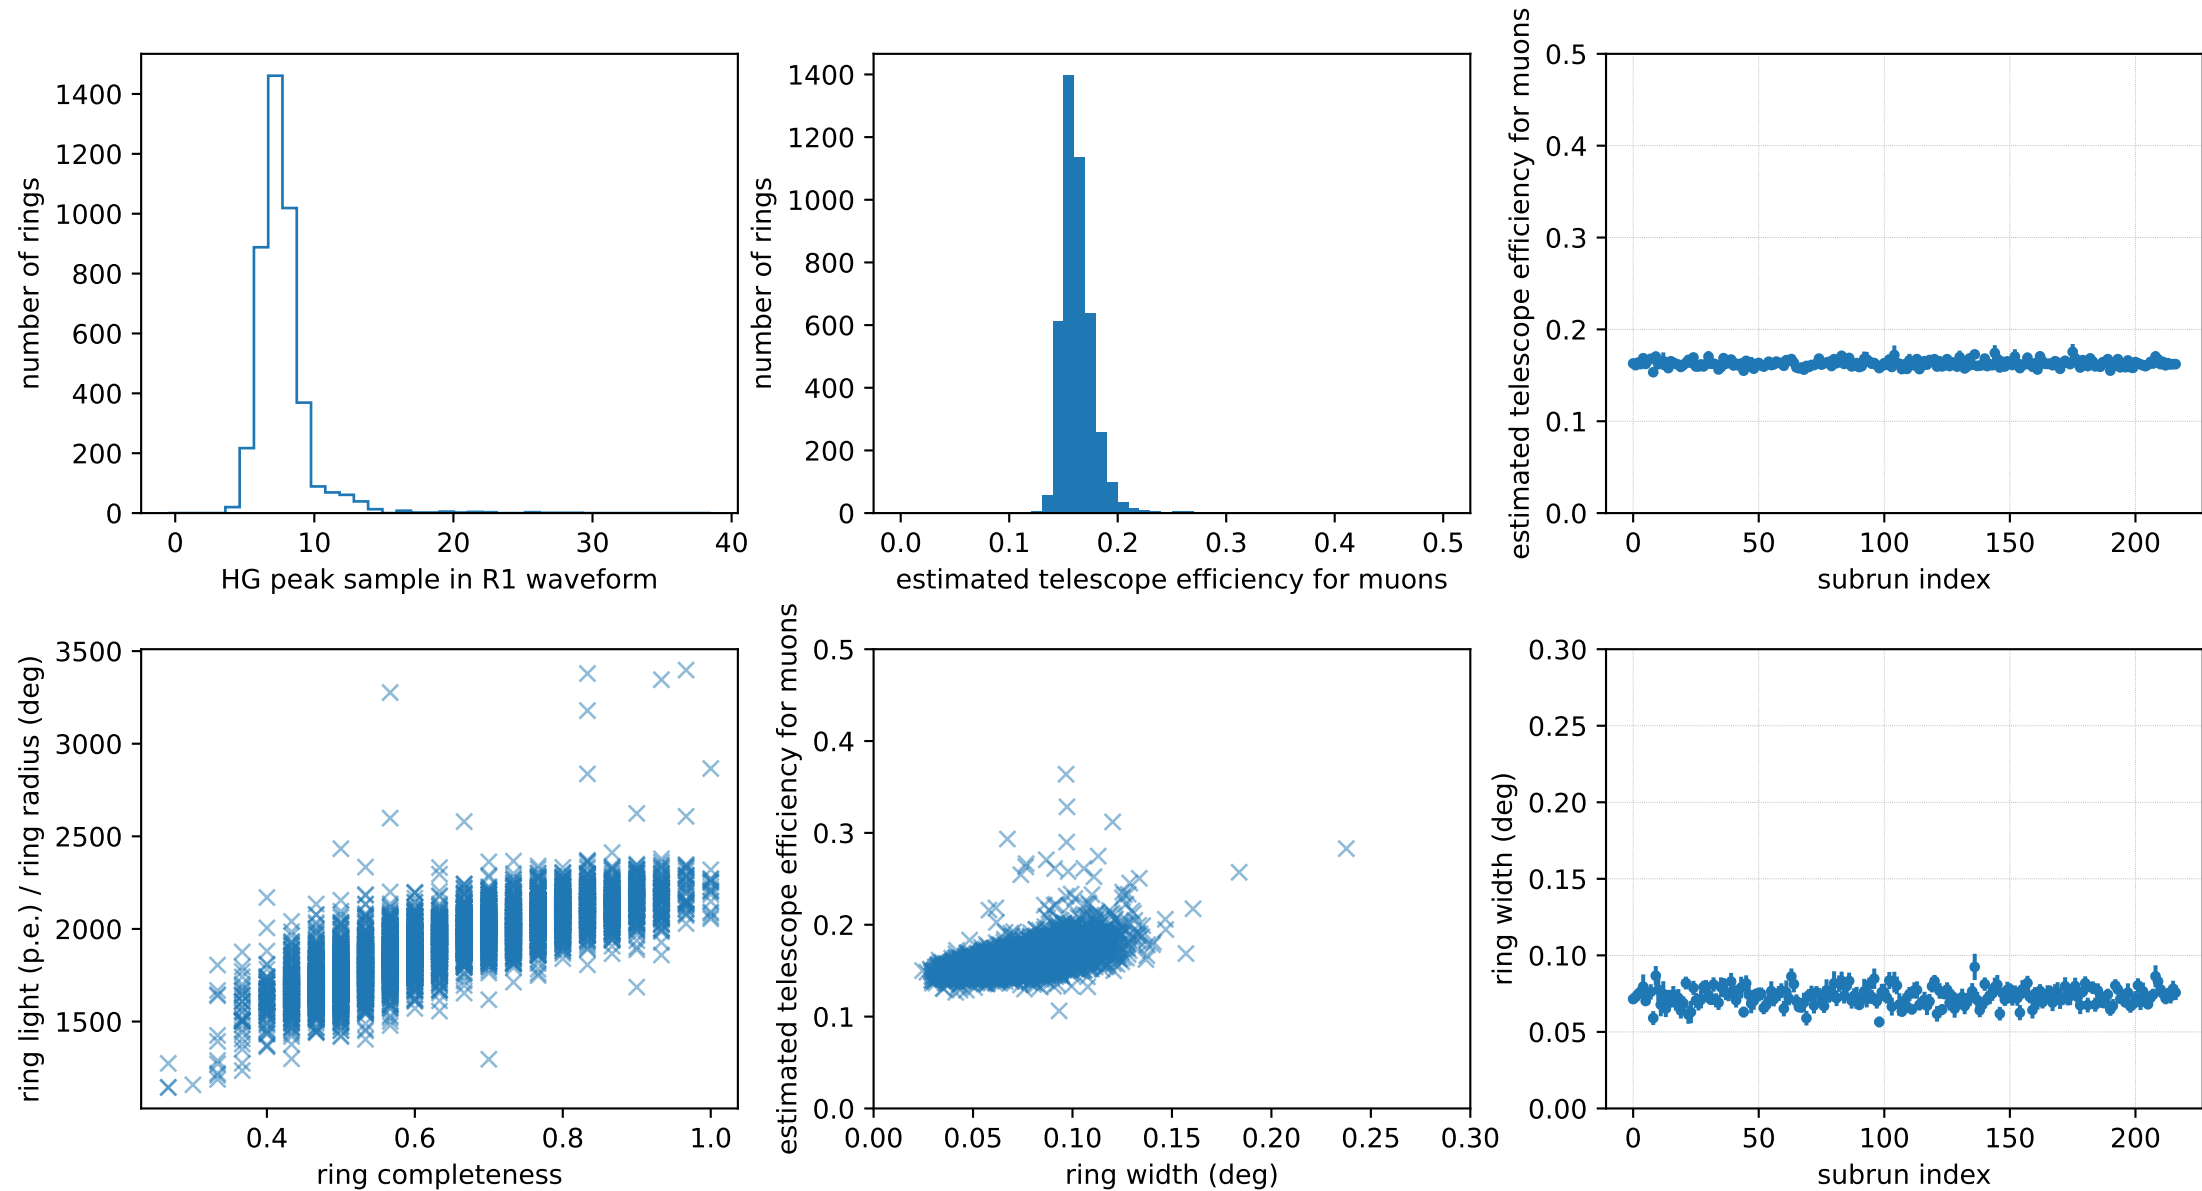 number of rings
1400
1200
1000
800
600
400
200
0
0 10 20 30 40
HG peak sample in R1 waveform
number of rings
1400
1200
1000
800
600
400
200
0
0.0 0.1 0.2 0.3 0.4 0.5
estimated telescope efficiency for muons
estimated telescope efficiency for muons
0.5
0.4
0.3
0.2
0.1
0.0
0 50 100 150 200
subrun index
ring light (p.e.) / ring radius (deg)
3500
3000
2500
2000
1500
0.4 0.6 0.8 1.0
ring completeness
estimated telescope efficiency for muons
0.5
0.4
0.3
0.2
0.1
0.0
0.00 0.05 0.10 0.15 0.20 0.25 0.30
ring width (deg)
ring width (deg)
0.30
0.25
0.20
0.15
0.10
0.05
0.00
0 50 100 150 200
subrun index